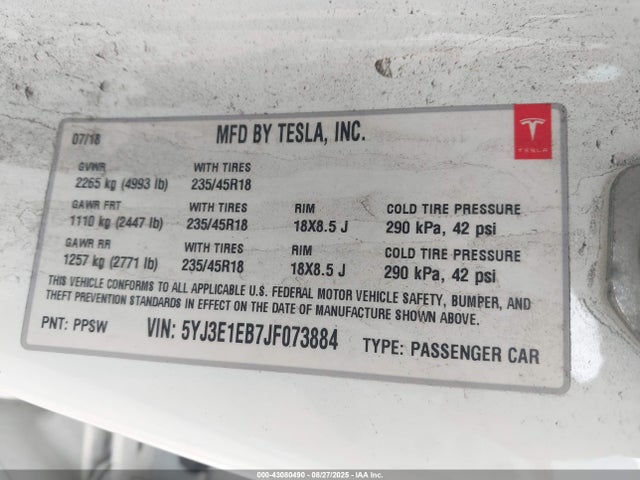 07/18 MFD BY TESLA, INC.
TESLA
GVWR WITH TIRES
2265 kg (4993 lb) 235/45R18
GAWR FRT WITH TIRES RIM COLD TIRE PRESSURE
1110 kg (2447 lb) 235/45R18 18X8.5 J 290 kPa, 42 psi
GAWR RR WITH TIRES RIM COLD TIRE PRESSURE
1257 kg (2771 lb) 235/45R18 18X8.5 J 290 kPa, 42 psi
THIS VEHICLE CONFORMS TO ALL APPLICABLE U.S. FEDERAL MOTOR VEHICLE SAFETY, BUMPER, AND
THEFT PREVENTION STANDARDS IN EFFECT ON THE DATE OF MANUFACTURE SHOWN ABOVE.
PNT: PPSW VIN: 5YJ3E1EB7JF073884 TYPE: PASSENGER CAR
000-43080490 - 08/27/2025 - IAA Inc.